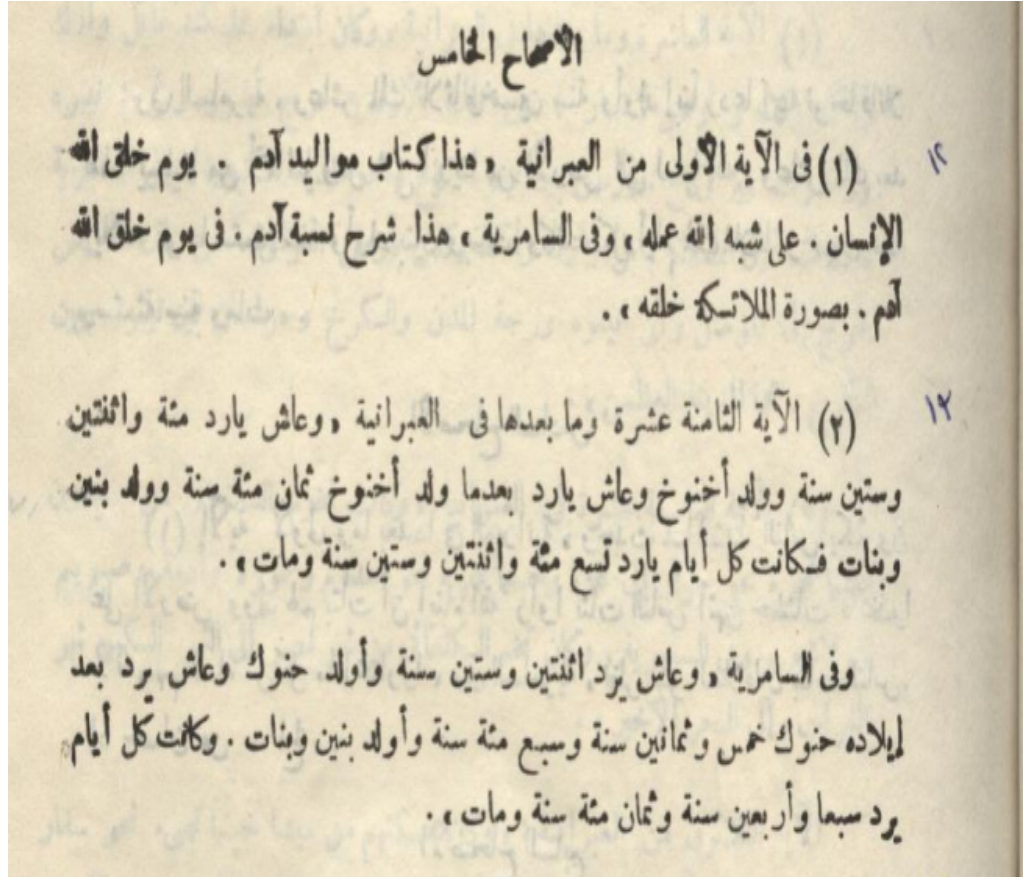 الأصحاح الخامس
(١) فى الآية الأولى من العبرانية « هذا كتاب مواليد آدم . يوم خلق الله
١٢
الإنسان . على شبه الله عمله » وفى السامرية « هذا شرح نسبة آدم . فى يوم خلق الله
آدم . بصورة الملائكة خلقه » .
(٢) الآية الثامنة عشرة وما بعدها فى العبرانية « وعاش يارد مئة واثنتين
١٣
وستين سنة وولد أخنوخ وعاش يارد بعدما ولد أخنوخ ثمان مئة سنة وولد بنين
وبنات فكانت كل أيام يارد تسع مئة واثنتين وستين سنة ومات » .
وفى السامرية « وعاش يرد اثنتين وستين سنة وأولد حنوك وعاش يرد بعد
إيلاده حنوك خمس وثمانين سنة وسبع مئة سنة وأولد بنين وبنات . وكانت كل أيام
يرد سبعا وأربعين سنة وثمان مئة سنة ومات » .